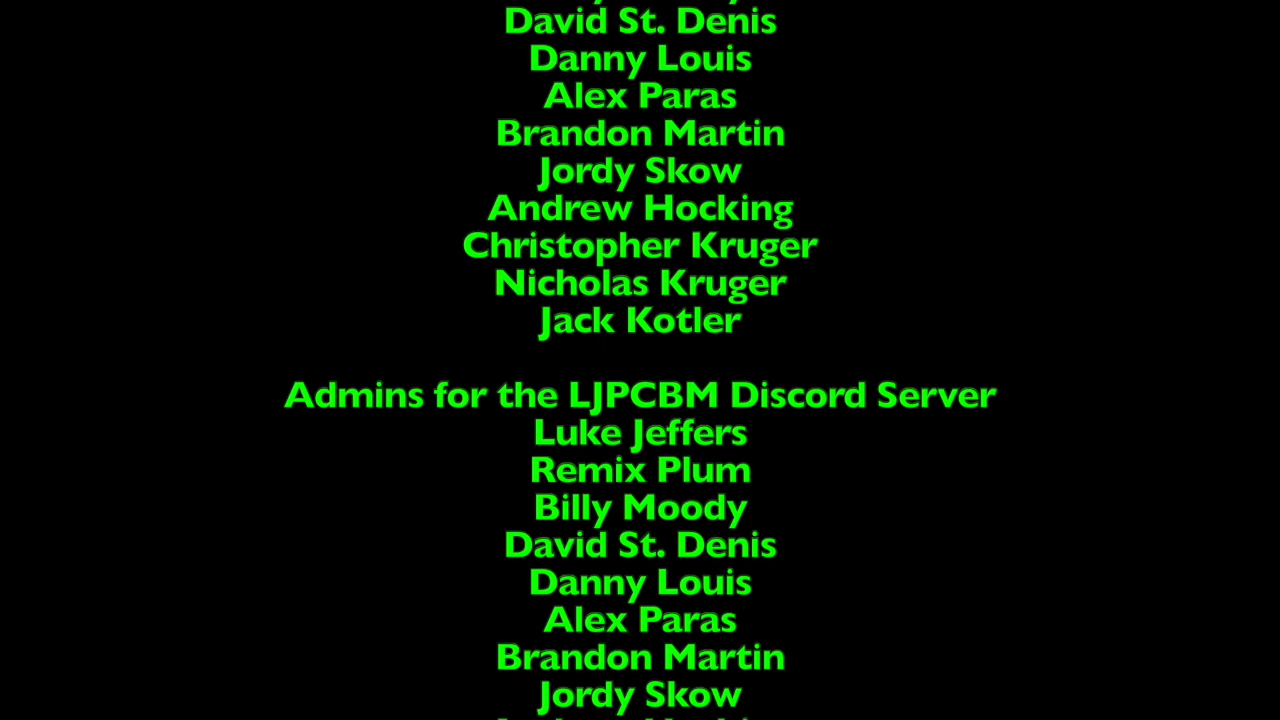 David St. Denis
Danny Louis
Alex Paras
Brandon Martin
Jordy Skow
Andrew Hocking
Christopher Kruger
Nicholas Kruger
Jack Kotler
Admins for the LJPCBM Discord Server
Luke Jeffers
Remix Plum
Billy Moody
David St. Denis
Danny Louis
Alex Paras
Brandon Martin
Jordy Skow